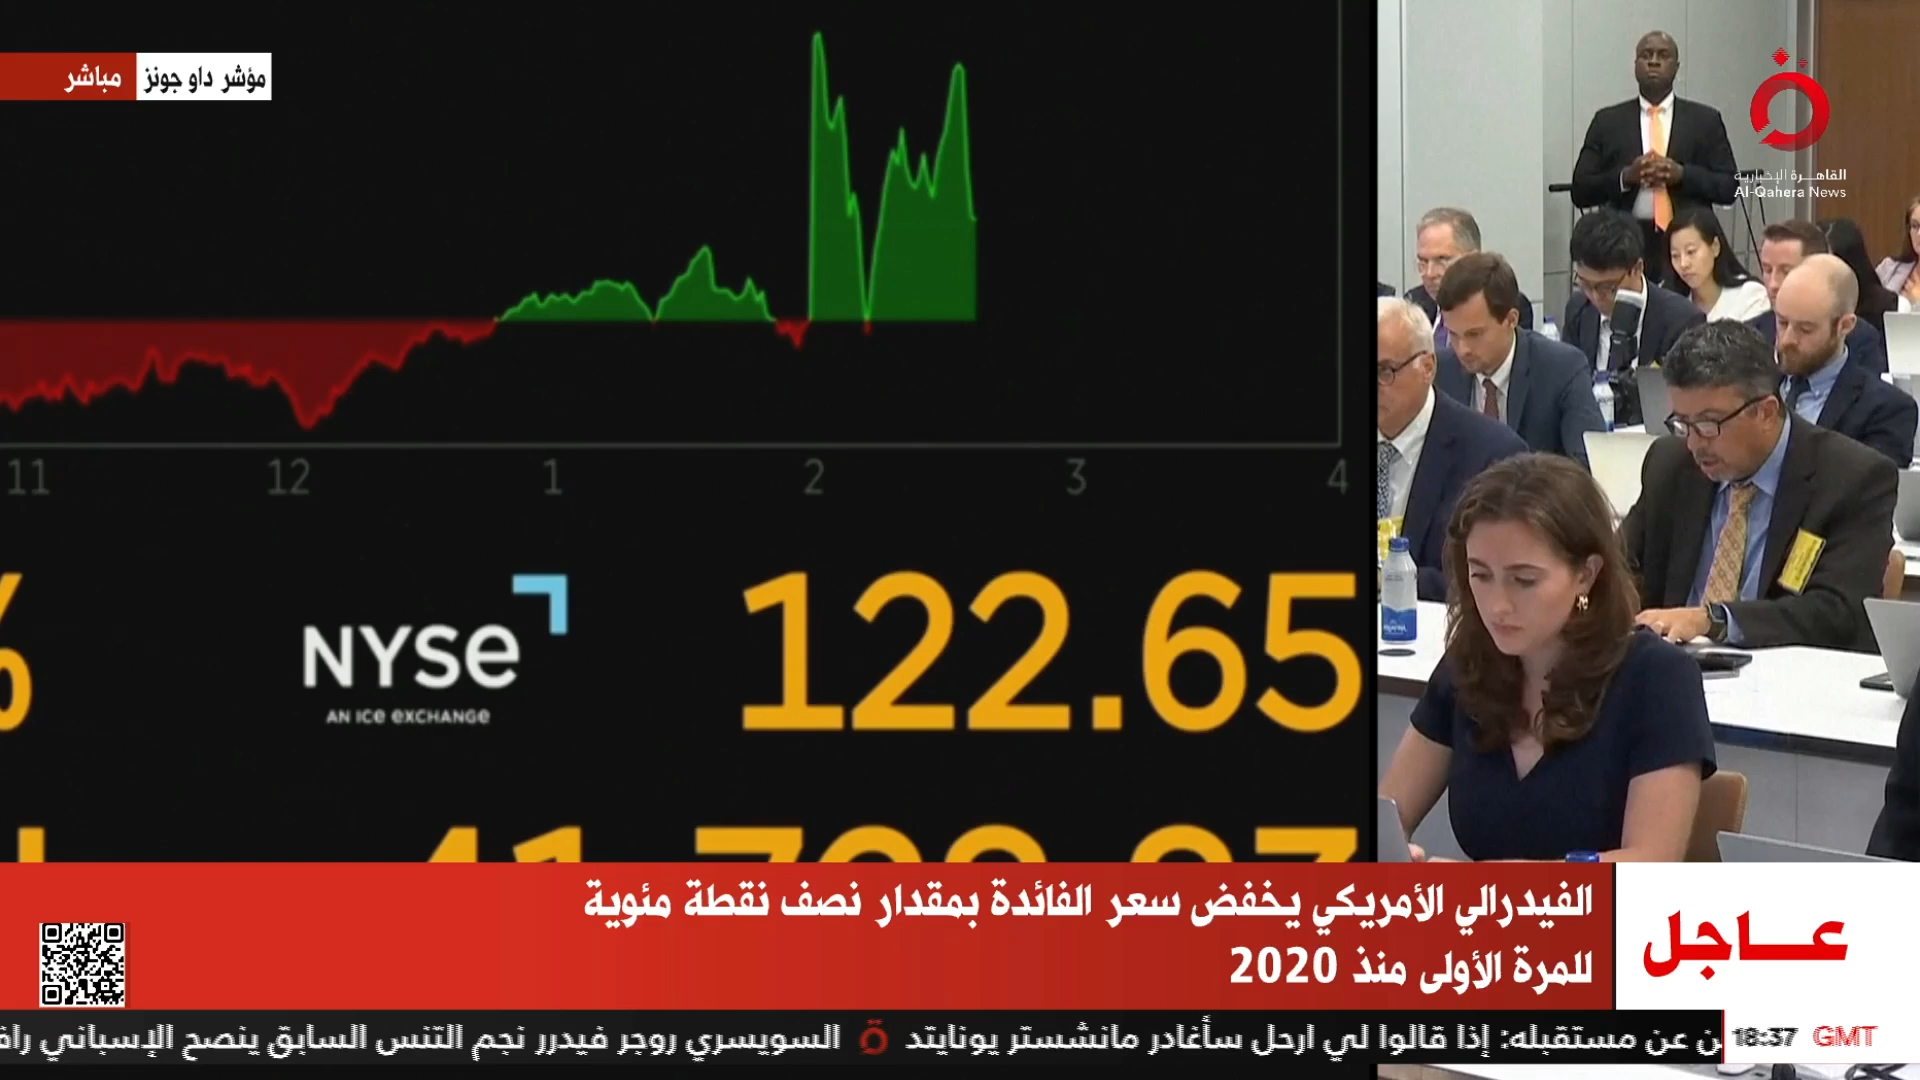 مؤشر داو جونز
مباشر
القاهرة الإخبارية
Al-Qahera News
11 12 1 2 3 4
%
NYSE
AN ICE EXCHANGE
122.65
عـاجل
الفيدرالي الأمريكي يخفض سعر الفائدة بمقدار نصف نقطة مئوية
للمرة الأولى منذ 2020
ن عن مستقبله: إذا قالوا لي ارحل سأغادر مانشستر يونايتد
السويسري روجر فيدرر نجم التنس السابق ينصح الإسباني
18:37 GMT